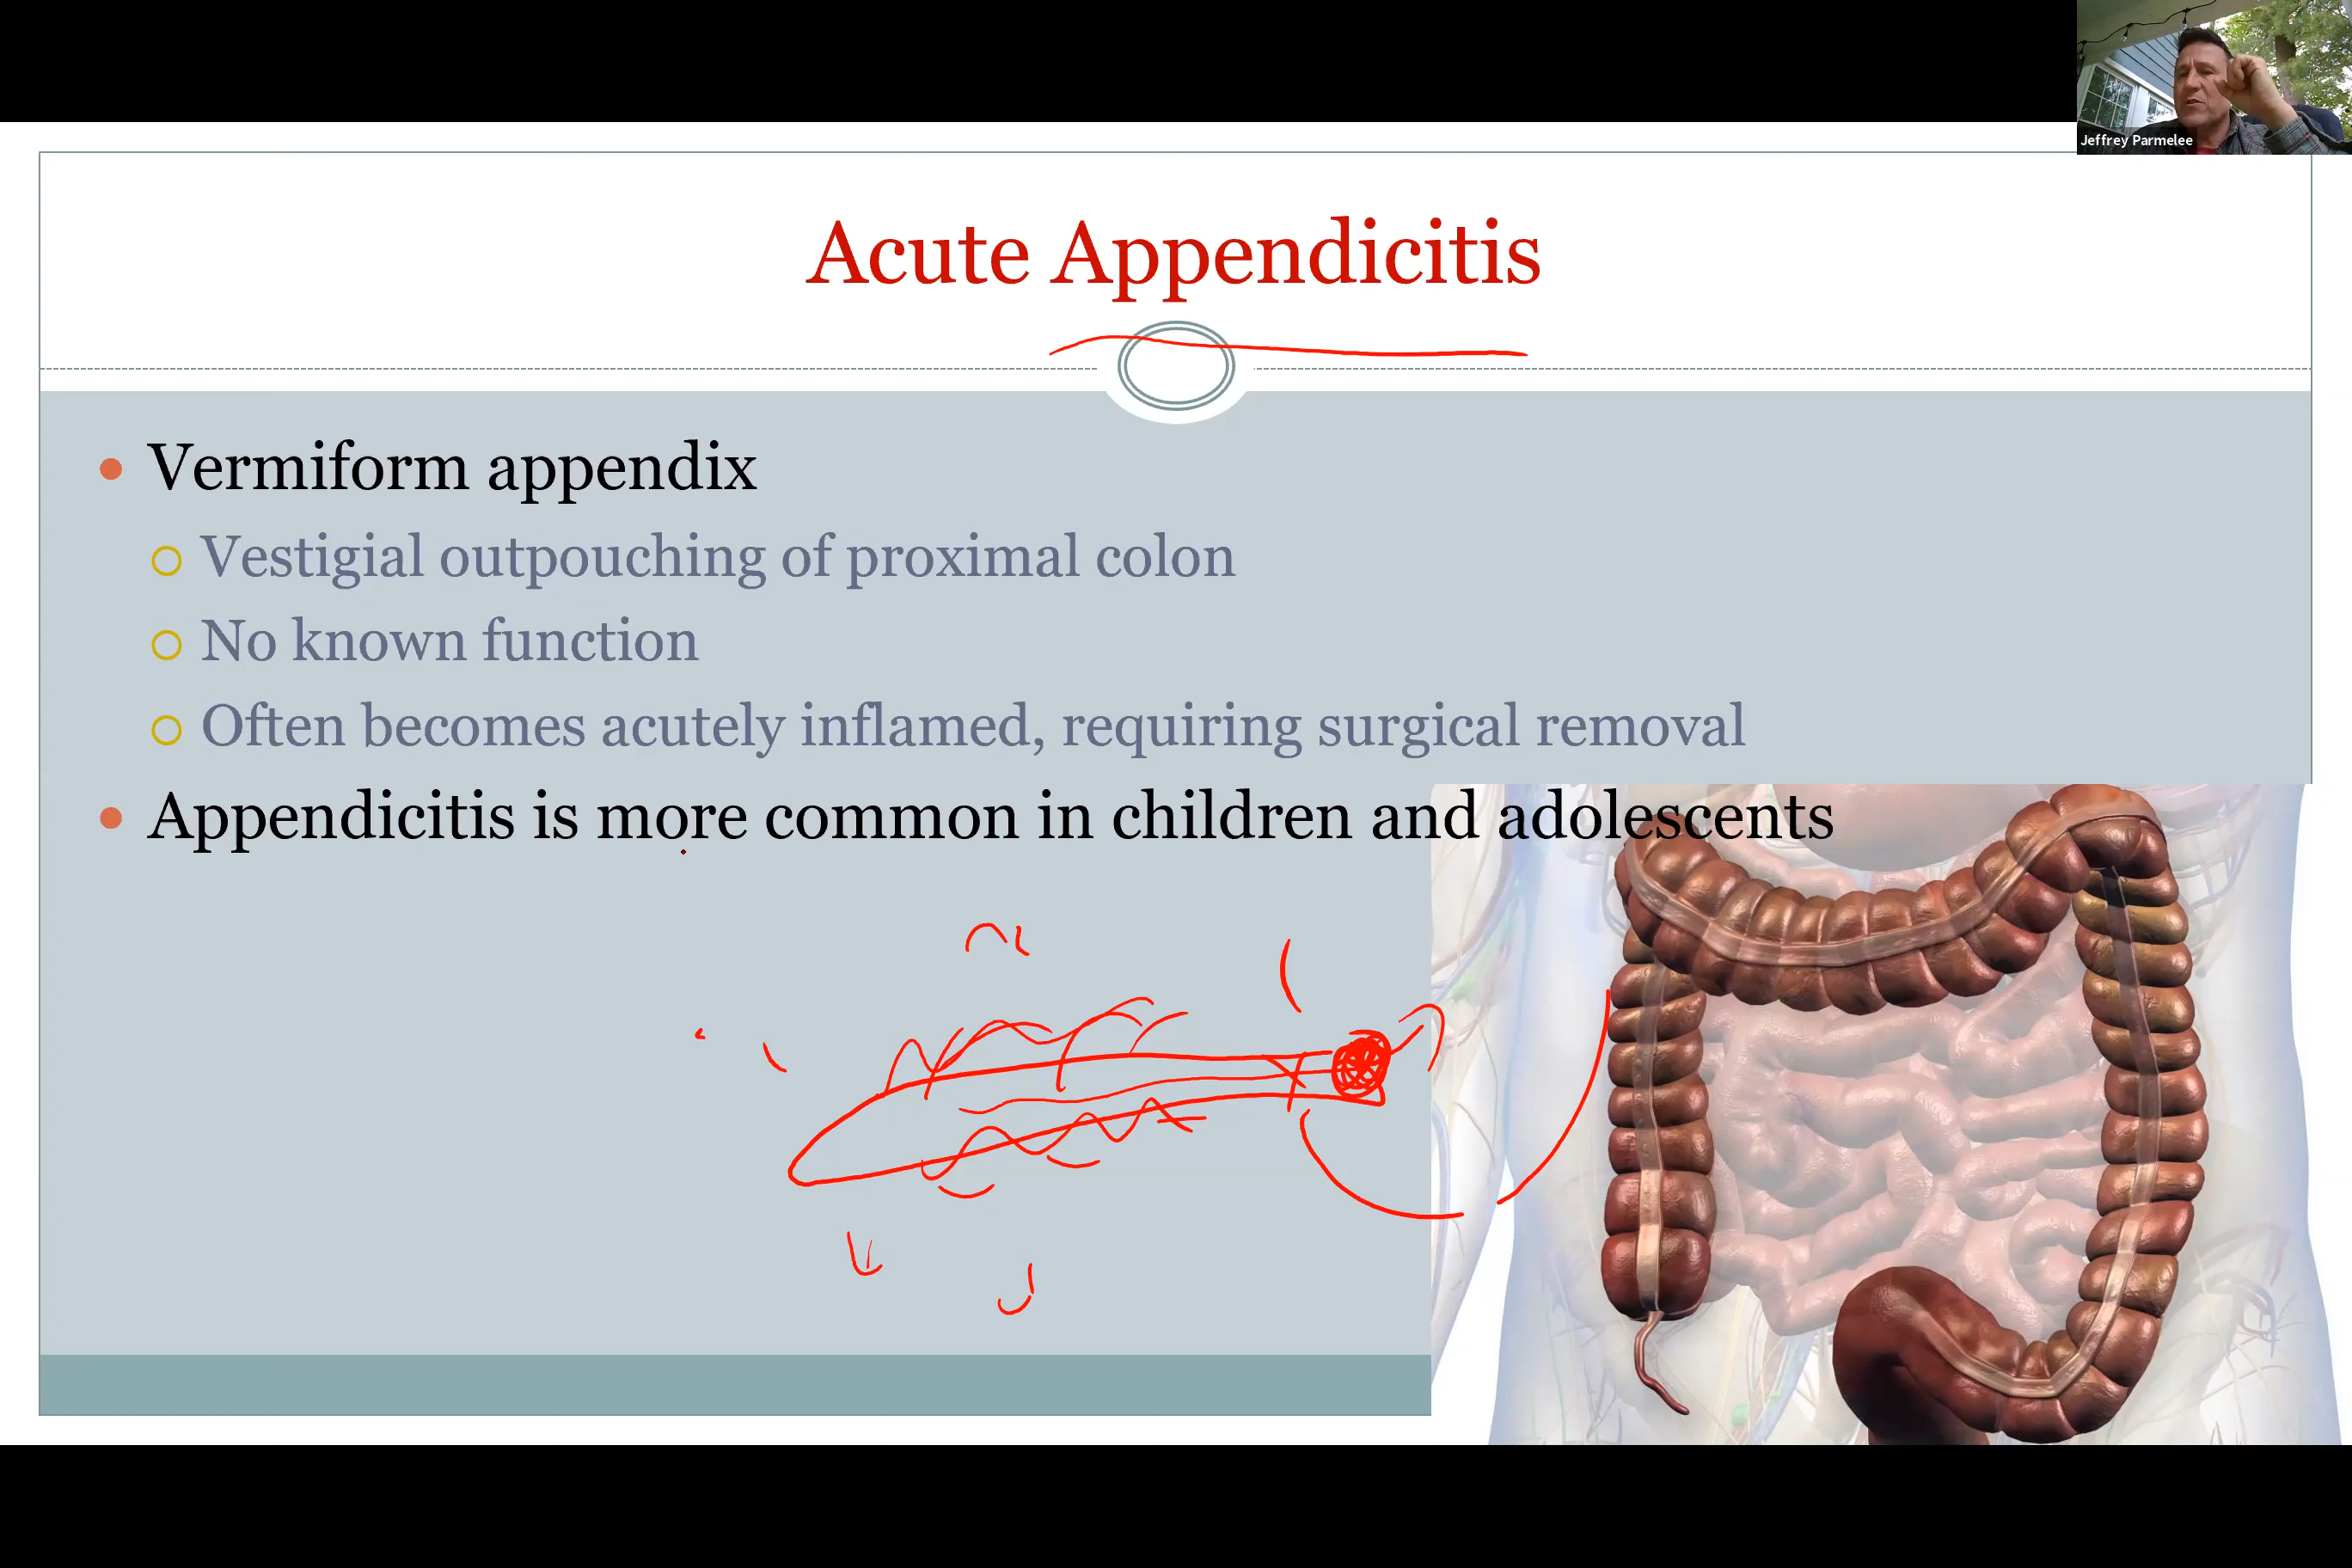 Jeffrey Parmelee
Acute Appendicitis
Vermiform appendix
Vestigial outpouching of proximal colon
No known function
Often becomes acutely inflamed, requiring surgical removal
Appendicitis is more common in children and adolescents